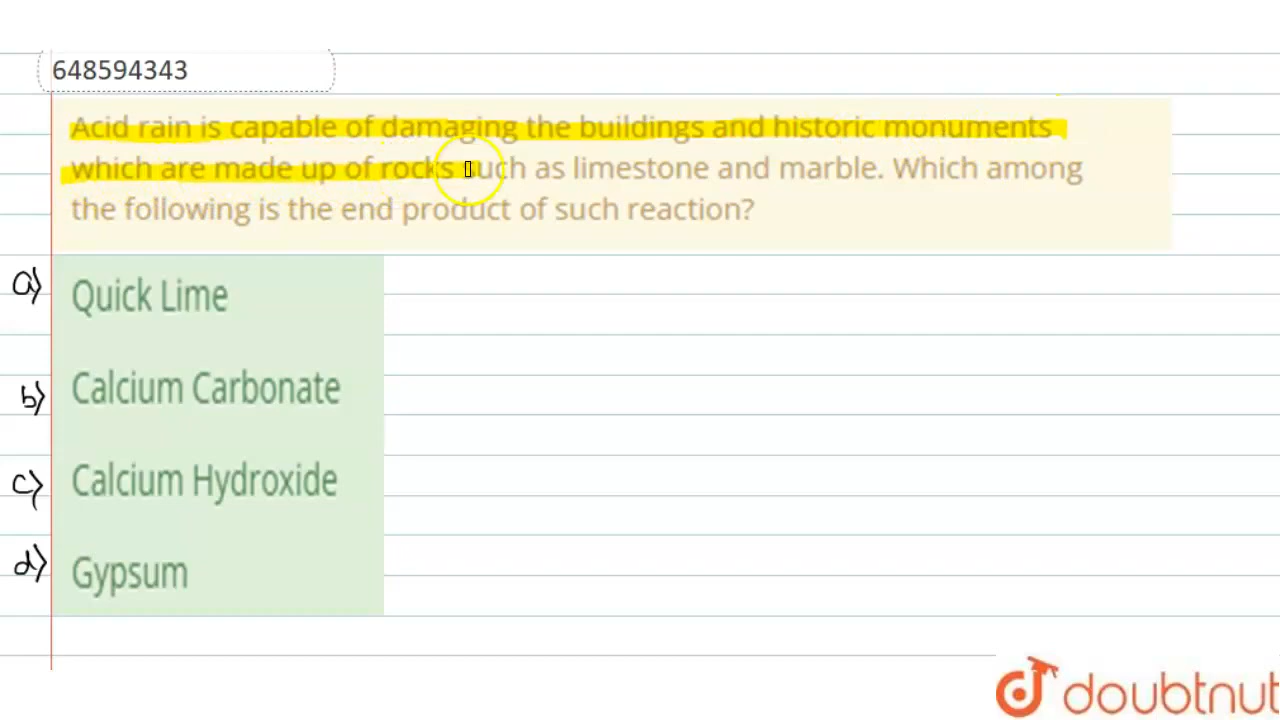 648594343
Acid rain is capable of damaging the buildings and historic monuments
which are made up of rocks such as limestone and marble. Which among
the following is the end product of such reaction?
a) Quick Lime
b) Calcium Carbonate
c) Calcium Hydroxide
d) Gypsum
doubtnut